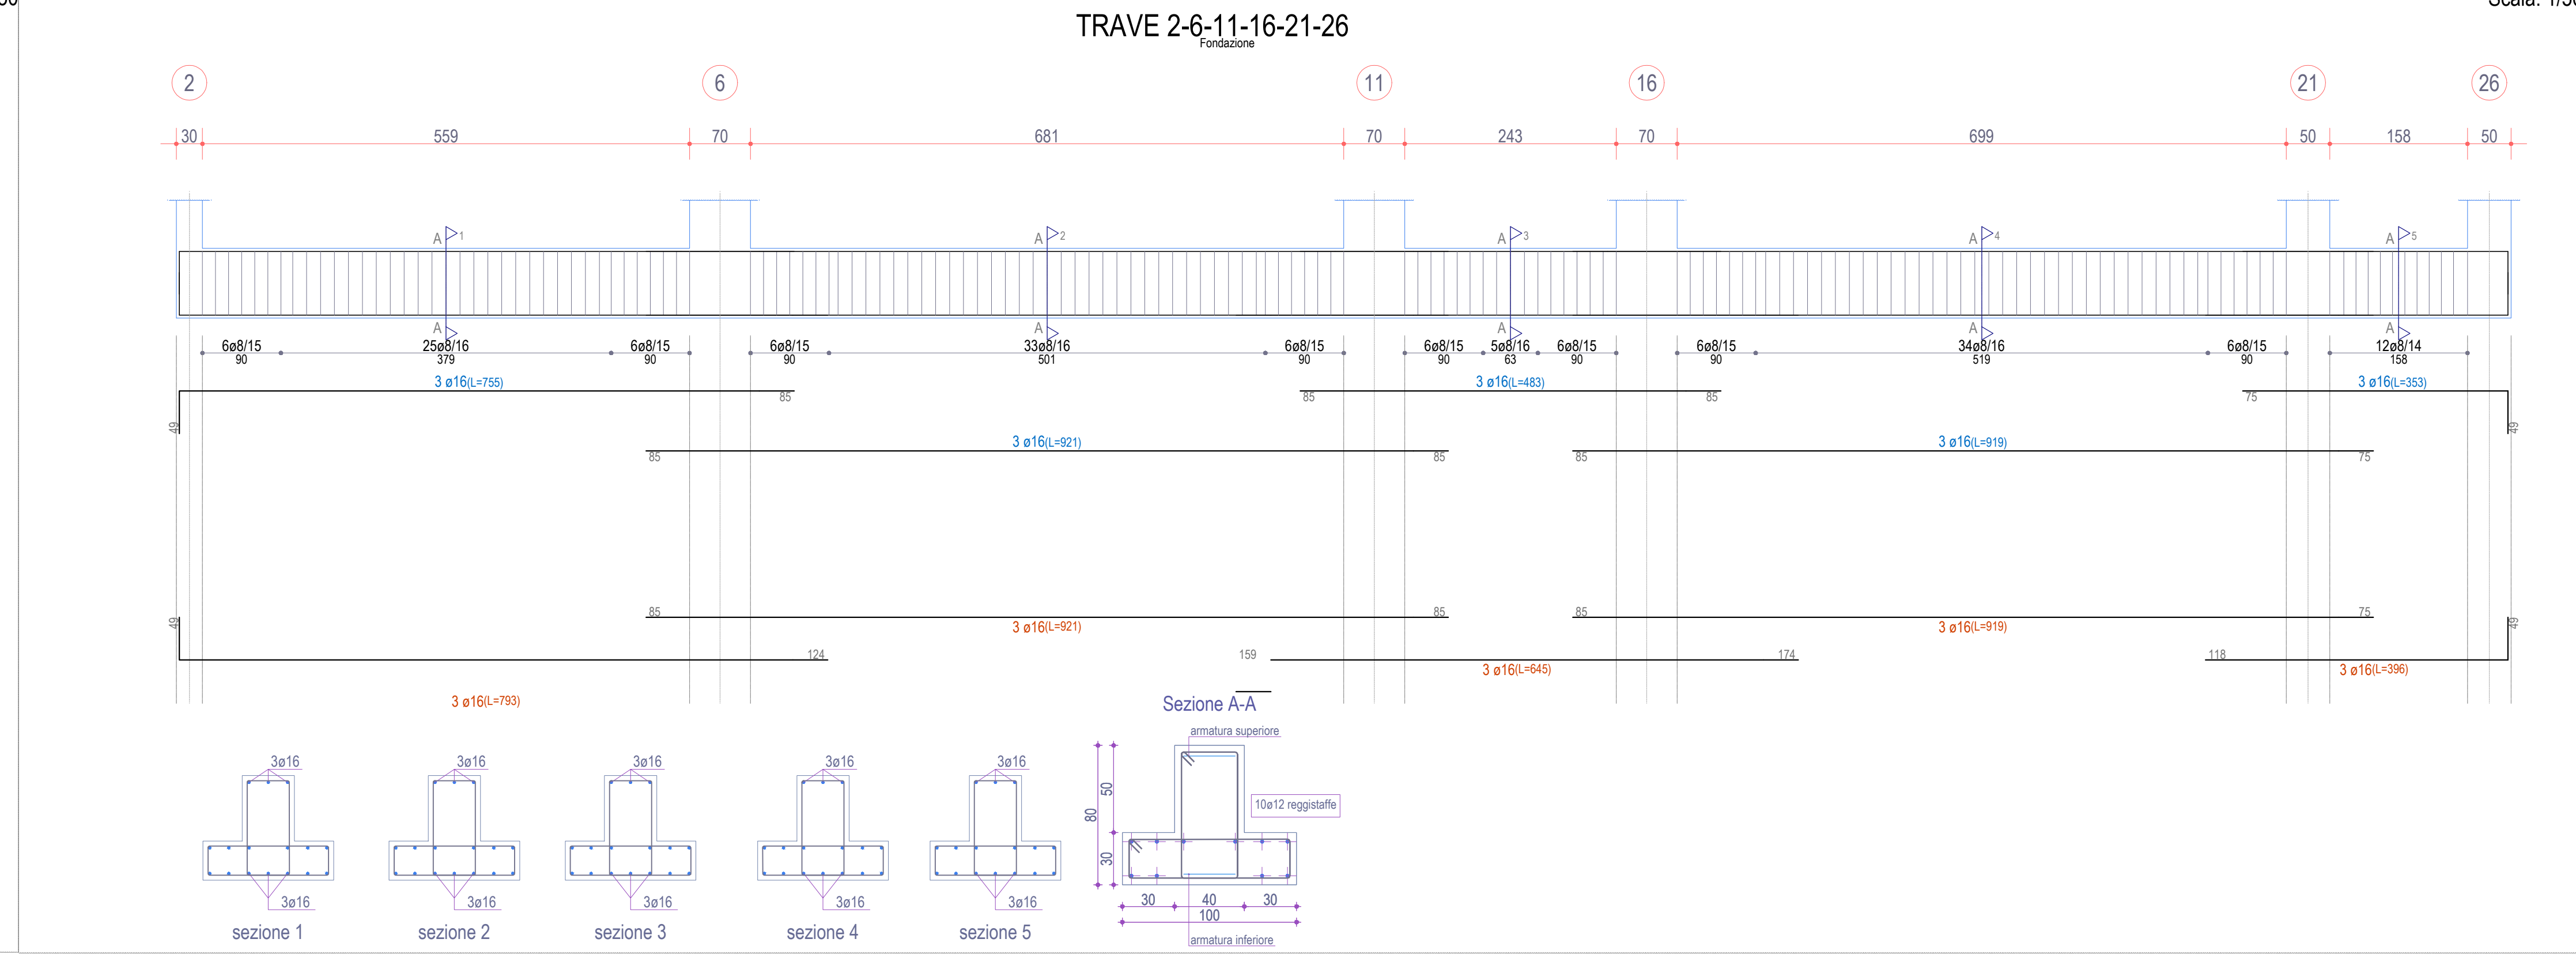 TRAVE 2-6-11-16-21-26
Fondazione
2 6 11 16 21 26
30 559 70 681 70 243 70 699 50 158 50
A 1 A 2 A 3 A 4 A 5
A A A A A
6ø8/15 25ø8/16 6ø8/15 6ø8/15 33ø8/16 6ø8/15 6ø8/15 5ø8/16 6ø8/15 6ø8/15 34ø8/16 6ø8/15 12ø8/14
90 379 90 90 501 90 90 63 90 90 519 90 158
3 ø16(L=755) 3 ø16(L=483) 3 ø16(L=353)
85 85 85 75
49 49
3 ø16(L=921) 3 ø16(L=919)
85 85 85 75
85 85 85 75
49 49
3 ø16(L=921) 3 ø16(L=919)
124 159 174 118
3 ø16(L=645) 3 ø16(L=396)
3 ø16(L=793)
Sezione A-A
armatura superiore
3ø16 3ø16 3ø16 3ø16 3ø16
80 50 30
10ø12 reggistaffe
3ø16 3ø16 3ø16 3ø16 3ø16
30 40 30
100
sezione 1 sezione 2 sezione 3 sezione 4 sezione 5
armatura inferiore